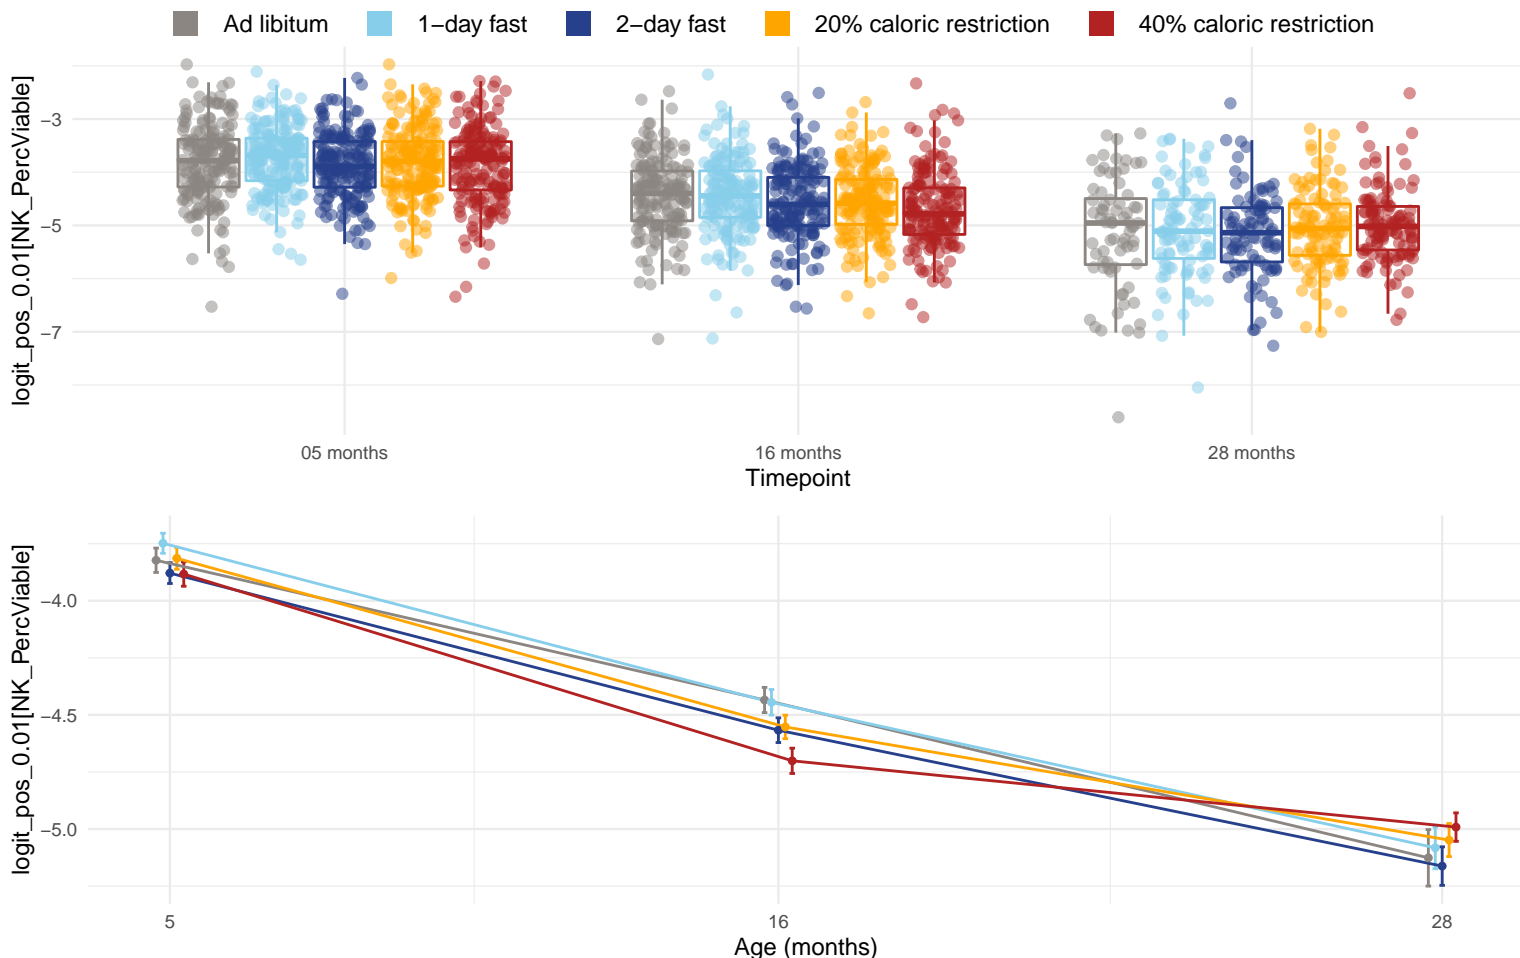 Ad libitum 1−day fast 2−day fast 20% caloric restriction 40% caloric restriction
logit_pos_0.01[NK_PercViable]
−3
−5
−7
05 months 16 months 28 months
Timepoint
logit_pos_0.01[NK_PercViable]
−4.0
−4.5
−5.0
5 16 28
Age (months)